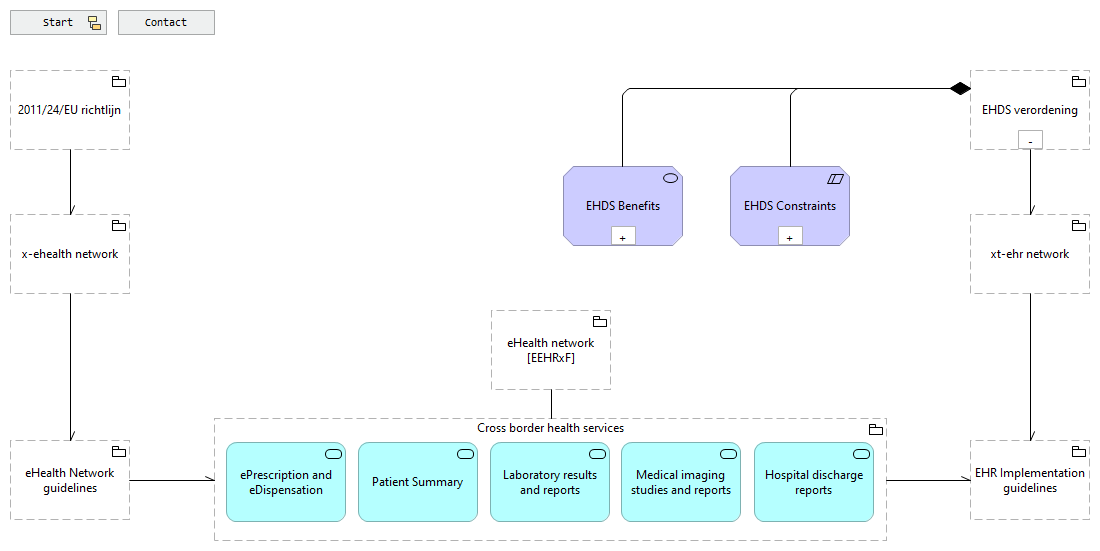 Start
Contact
2011/24/EU richtlijn
EHDS verordening
-
EHDS Benefits
+
EHDS Constraints
+
x-ehealth network
xt-ehr network
eHealth network
[EEHRxF]
Cross border health services
eHealth Network
guidelines
ePrescription and
eDispensation
Patient Summary
Laboratory results
and reports
Medical imaging
studies and reports
Hospital discharge
reports
EHR Implementation
guidelines